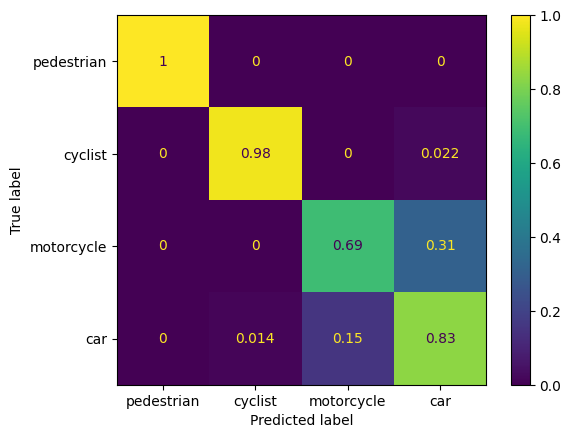 1.0
pedestrian 1 0 0 0
0.8
cyclist 0 0.98 0 0.022
0.6
True label
0.4
motorcycle 0 0 0.69 0.31
0.2
car 0 0.014 0.15 0.83
0.0
pedestrian cyclist motorcycle car
Predicted label